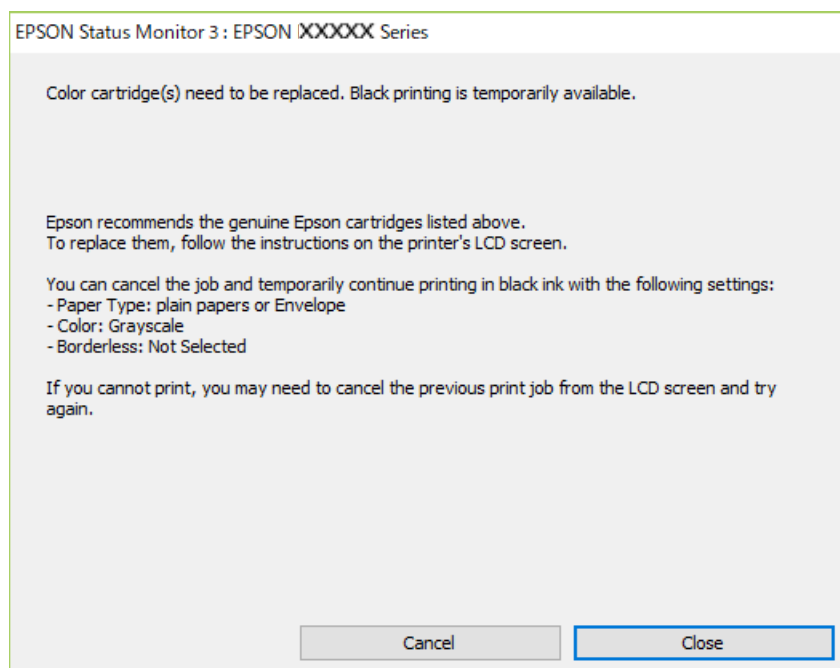 EPSON Status Monitor 3 : EPSON XXXXX Series
Color cartridge(s) need to be replaced. Black printing is temporarily available.
Epson recommends the genuine Epson cartridges listed above.
To replace them, follow the instructions on the printer's LCD screen.
You can cancel the job and temporarily continue printing in black ink with the following settings:
- Paper Type: plain papers or Envelope
- Color: Grayscale
- Borderless: Not Selected
If you cannot print, you may need to cancel the previous print job from the LCD screen and try
again.
Cancel
Close